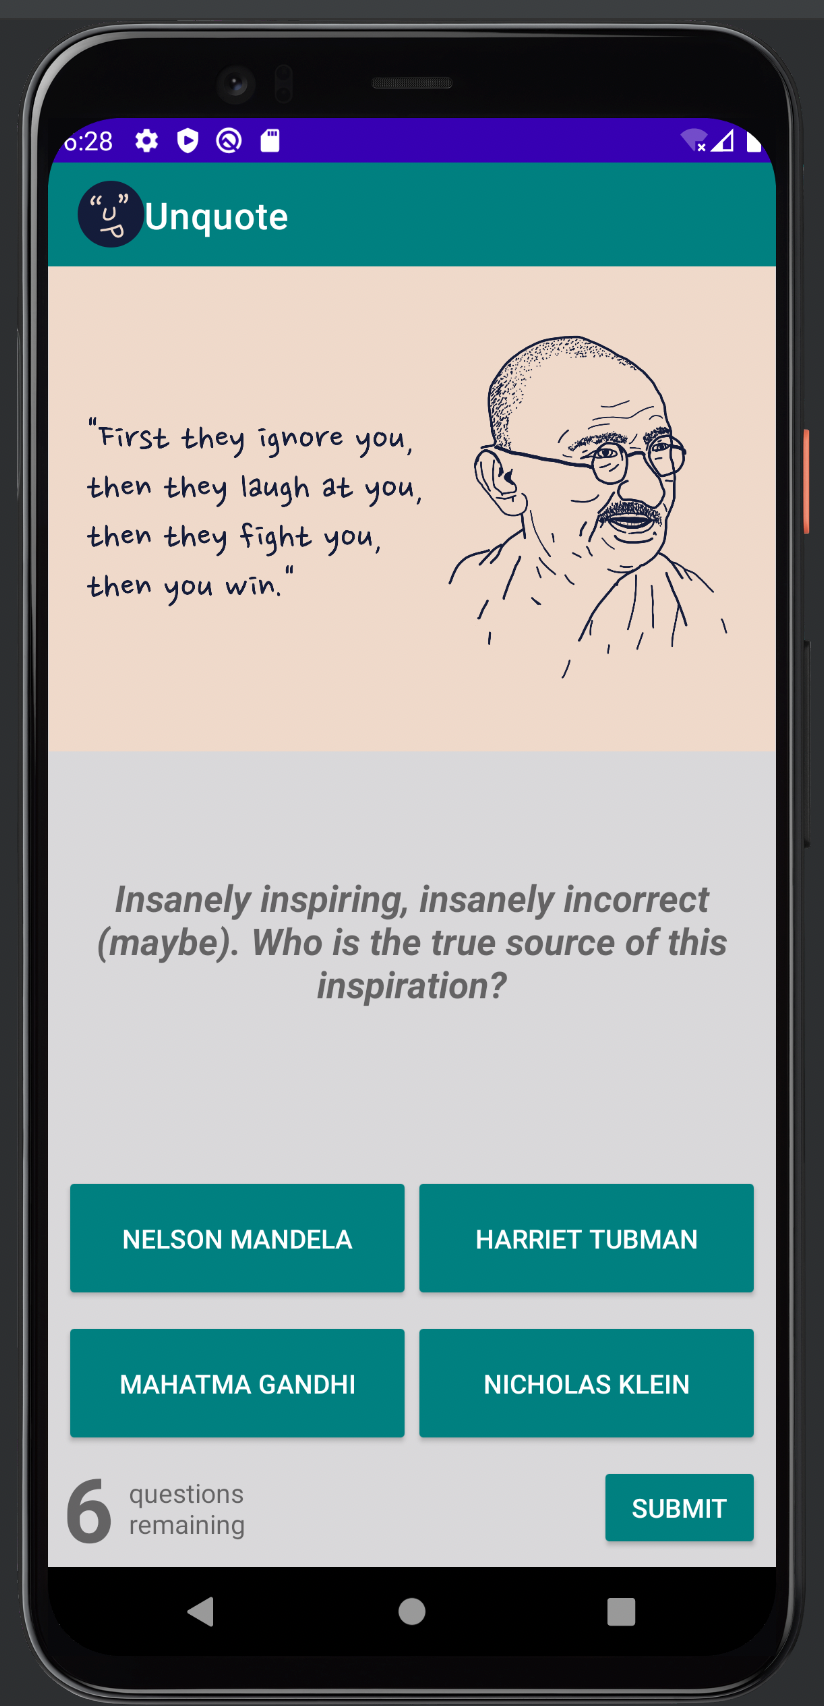 6:28
Unquote
"First they ignore you,
then they laugh at you,
then they fight you,
then you win."
Insanely inspiring, insanely incorrect
(maybe). Who is the true source of this
inspiration?
NELSON MANDELA
HARRIET TUBMAN
MAHATMA GANDHI
NICHOLAS KLEIN
6 questions
remaining
SUBMIT